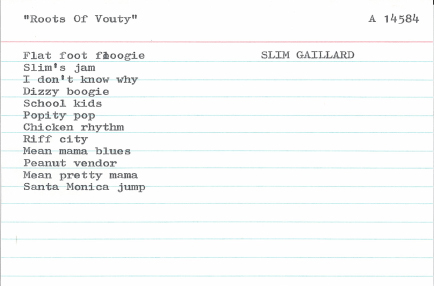 "Roots Of Vouty" A 14584
Flat foot floogie SLIM GAILLARD
Slim's jam
I don't know why
Dizzy boogie
School kids
Popity pop
Chicken rhythm
Riff city
Mean mama blues
Peanut vendor
Mean pretty mama
Santa Monica jump